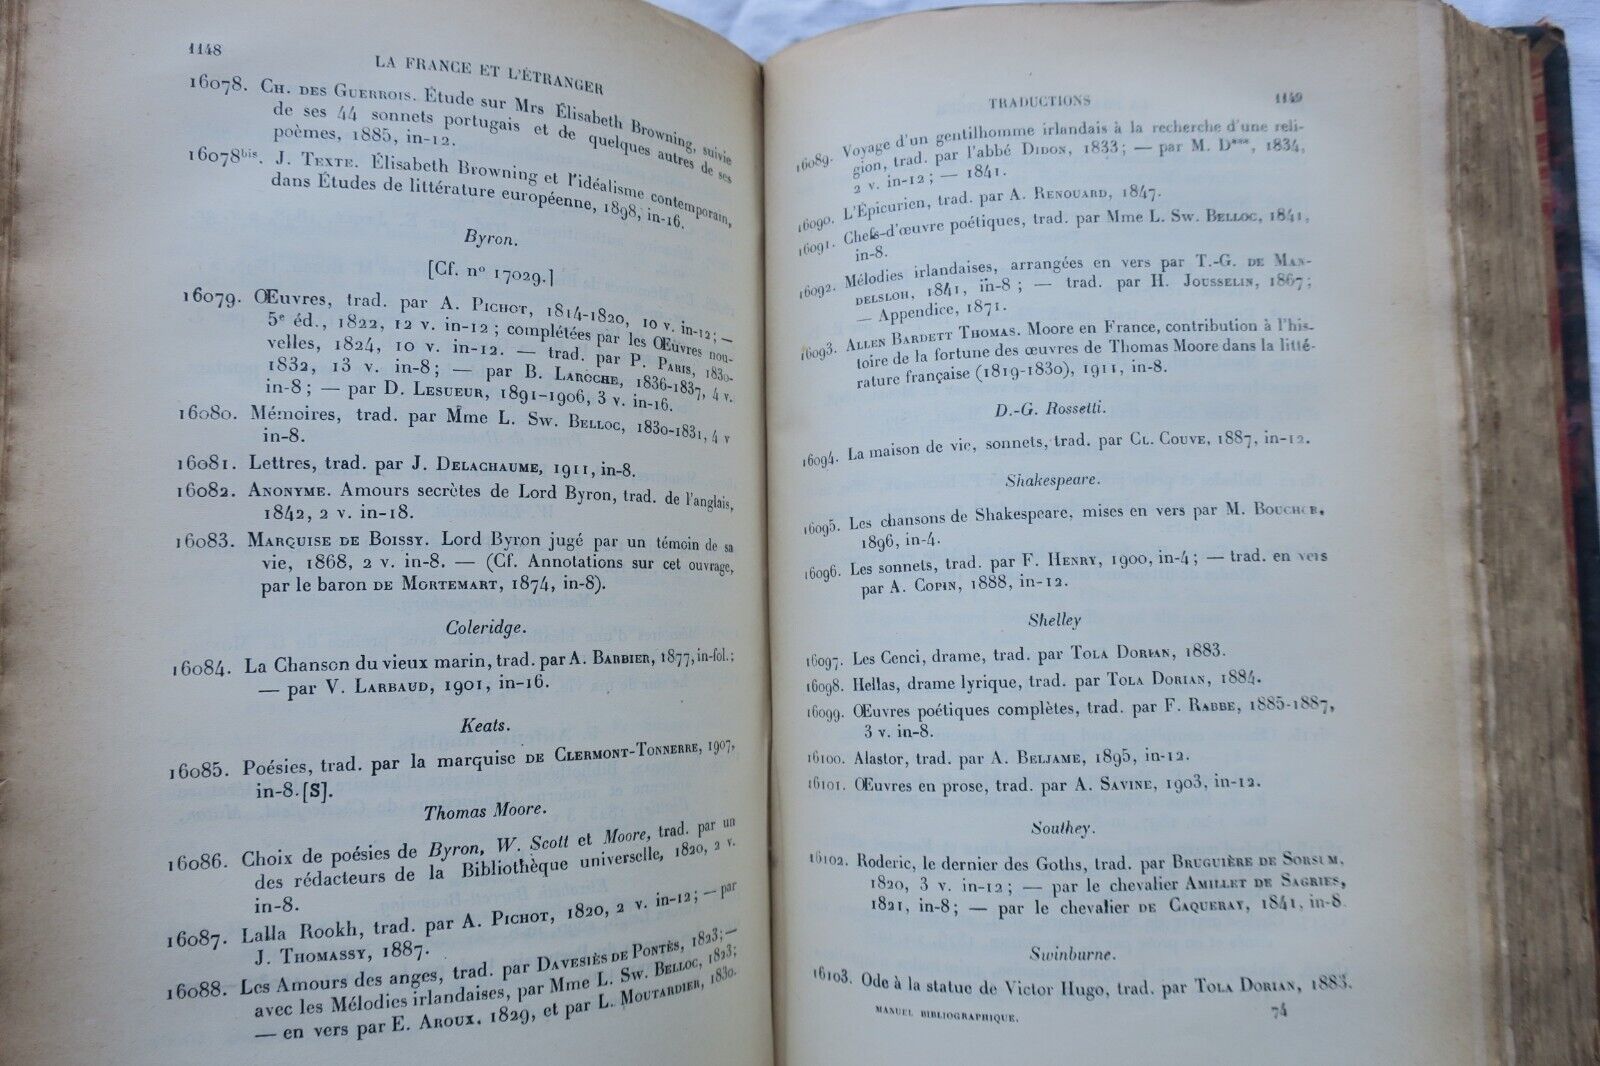 1148
LA FRANCE ET L'ÉTRANGER
16078. CH. DES GUERROIS. Étude sur Mrs Élisabeth Browning, suivie
de ses 44 sonnets portugais et de quelques autres de ses
poèmes, 1885, in-12.
16078bis. J. TEXTE. Élisabeth Browning et l'idéalisme contemporain,
dans Études de littérature européenne, 1898, in-16.
Byron.
[Cf. n° 17029.]
16079. Œuvres, trad. par A. PICHOT, 1814-1820, 10 v. in-12; —
5e éd., 1822, 12 v. in-12; complétées par les Œuvres nou-
velles, 1824, 10 v. in-12. — trad. par P. PARIS, 1830-
1832, 13 v. in-8; — par B. LAROCHE, 1836-1837, 4 v.
in-8; — par D. LESUEUR, 1891-1906, 3 v. in-16.
16080. Mémoires, trad. par Mme L. SW. BELLOC, 1830-1831, 4 v
in-8.
16081. Lettres, trad. par J. DELACHAUME, 1911, in-8.
16082. ANONYME. Amours secrètes de Lord Byron, trad. de l'anglais,
1842, 2 v. in-18.
16083. MARQUISE DE BOISSY. Lord Byron jugé par un témoin de sa
vie, 1868, 2 v. in-8. — (Cf. Annotations sur cet ouvrage,
par le baron DE MORTEMART, 1874, in-8).
Coleridge.
16084. La Chanson du vieux marin, trad. par A. BARBIER, 1877, in-fol.;
— par V. LARBAUD, 1901, in-16.
Keats.
16085. Poésies, trad. par la marquise DE CLERMONT-TONNERRE, 1907,
in-8. [S].
Thomas Moore.
16086. Choix de poésies de Byron, W. Scott et Moore, trad. par un
des rédacteurs de la Bibliothèque universelle, 1820, 2 v.
in-8.
16087. Lalla Rookh, trad. par A. PICHOT, 1820, 2 v. in-12; — par
J. THOMASSY, 1887.
16088. Les Amours des anges, trad. par DAVESIÈS DE PONTÈS, 1823; —
avec les Mélodies irlandaises, par Mme L. SW. BELLOC, 1823;
— en vers par E. AROUX, 1829, et par L. MOUTARDIER, 1830.
TRADUCTIONS
1149
16089. Voyage d'un gentilhomme irlandais à la recherche d'une reli-
gion, trad. par l'abbé DIDON, 1833; — par M. D***, 1834,
2 v. in-12; — 1841.
16090. L'Épicurien, trad. par A. RENOUARD, 1847.
16091. Chefs-d'œuvre poétiques, trad. par Mme L. SW. BELLOC, 1841,
in-8.
16092. Mélodies irlandaises, arrangées en vers par T.-G. DE MAN-
DELSLOH, 1841, in-8; — trad. par H. JOUSSELIN, 1867;
— Appendice, 1871.
16093. ALLEN BARDETT THOMAS. Moore en France, contribution à l'his-
toire de la fortune des œuvres de Thomas Moore dans la litté-
rature française (1819-1830), 1911, in-8.
D.-G. Rossetti.
16094. La maison de vie, sonnets, trad. par CL. COUVE, 1887, in-12.
Shakespeare.
16095. Les chansons de Shakespeare, mises en vers par M. BOUCHOR,
1896, in-4.
16096. Les sonnets, trad. par F. HENRY, 1900, in-4; — trad. en vers
par A. COPIN, 1888, in-12.
Shelley
16097. Les Cenci, drame, trad. par TOLA DORIAN, 1883.
16098. Hellas, drame lyrique, trad. par TOLA DORIAN, 1884.
16099. Œuvres poétiques complètes, trad. par F. RABBE, 1885-1887,
3 v. in-8.
16100. Alastor, trad. par A. BELJAME, 1895, in-12.
16101. Œuvres en prose, trad. par A. SAVINE, 1903, in-12.
Southey.
16102. Roderic, le dernier des Goths, trad. par BRUGUIÈRE DE SORSUM,
1820, 3 v. in-12; — par le chevalier AMILLET DE SAGRIES,
1821, in-8; — par le chevalier DE CAQUERAY, 1841, in-8.
Swinburne.
16103. Ode à la statue de Victor Hugo, trad. par TOLA DORIAN, 1883.
MANUEL BIBLIOGRAPHIQUE.
74